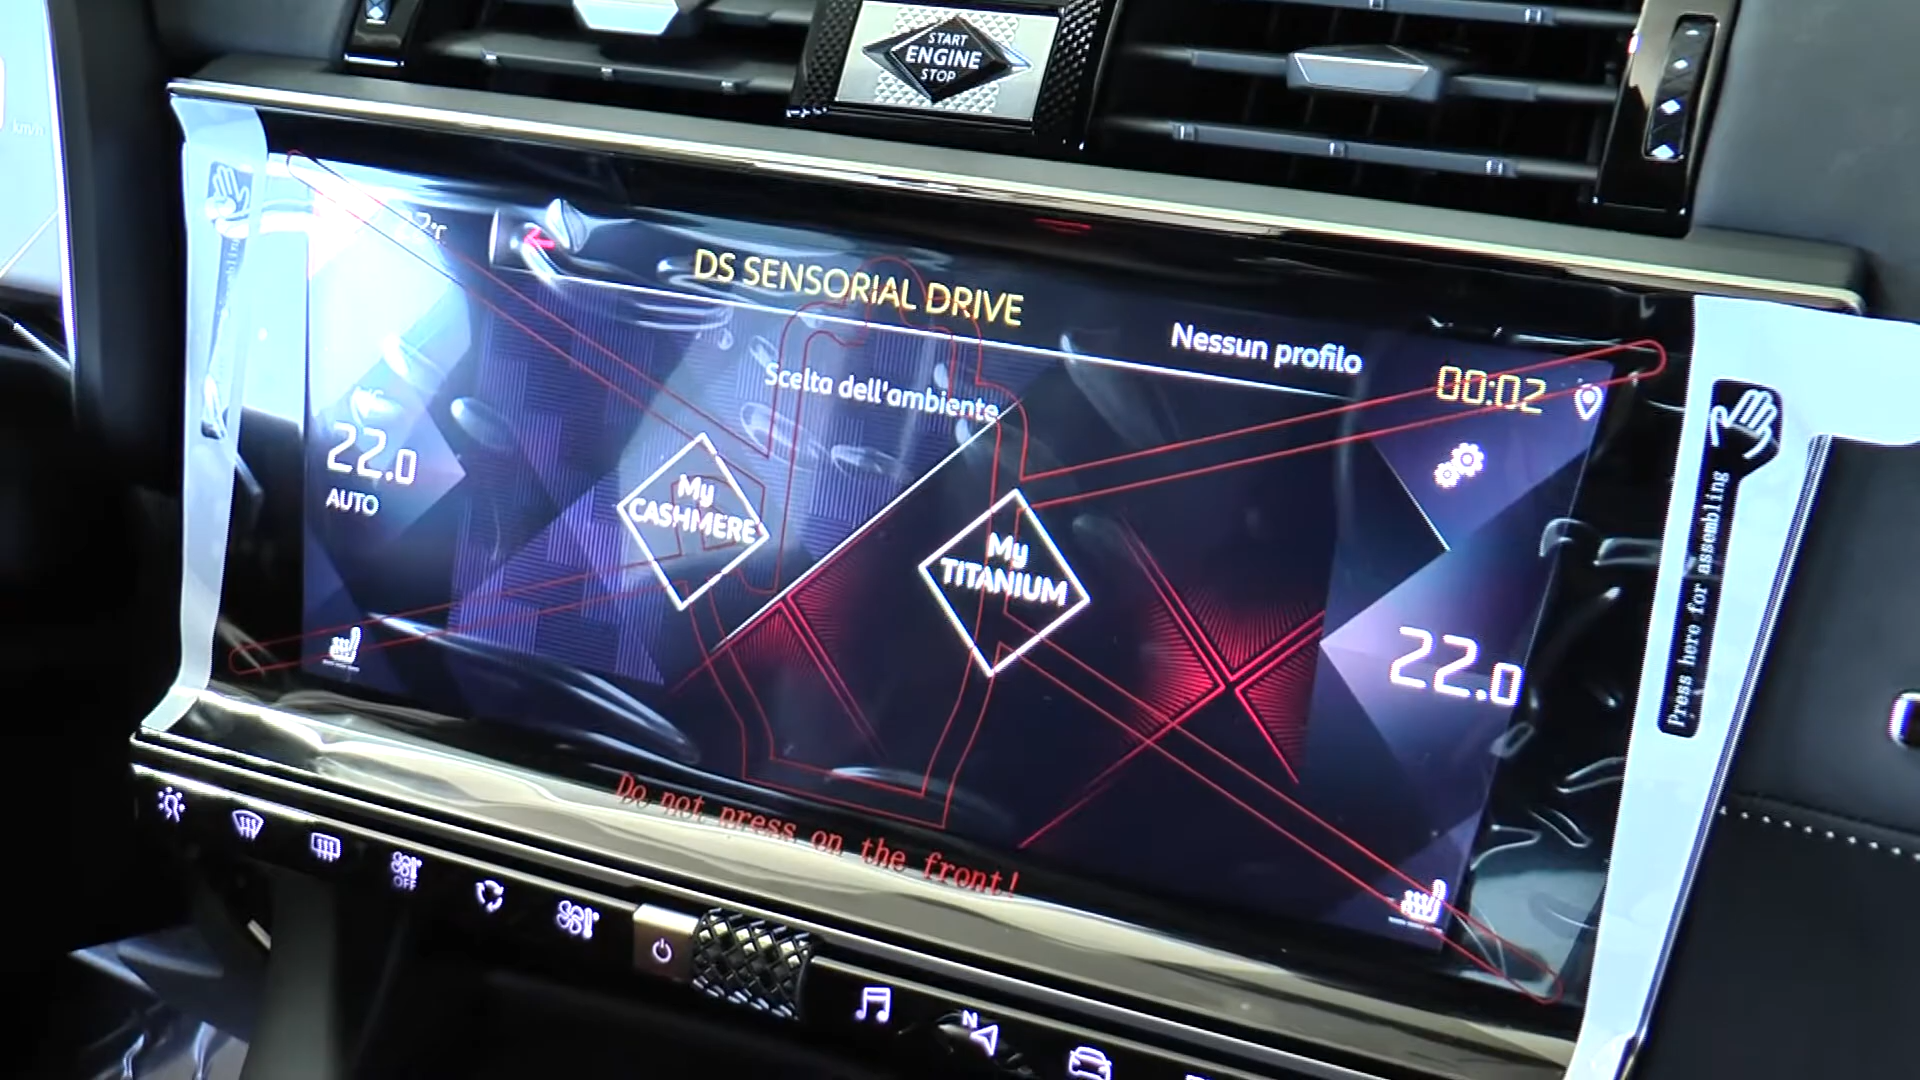 START
ENGINE
STOP
km/h
DS SENSORIAL DRIVE
Nessun profilo
00:02
Scelta dell'ambiente
22.0
AUTO
My
CASHMERE
My
TITANIUM
22.0
Press here for assembling
Do not press on the front!
OFF
N